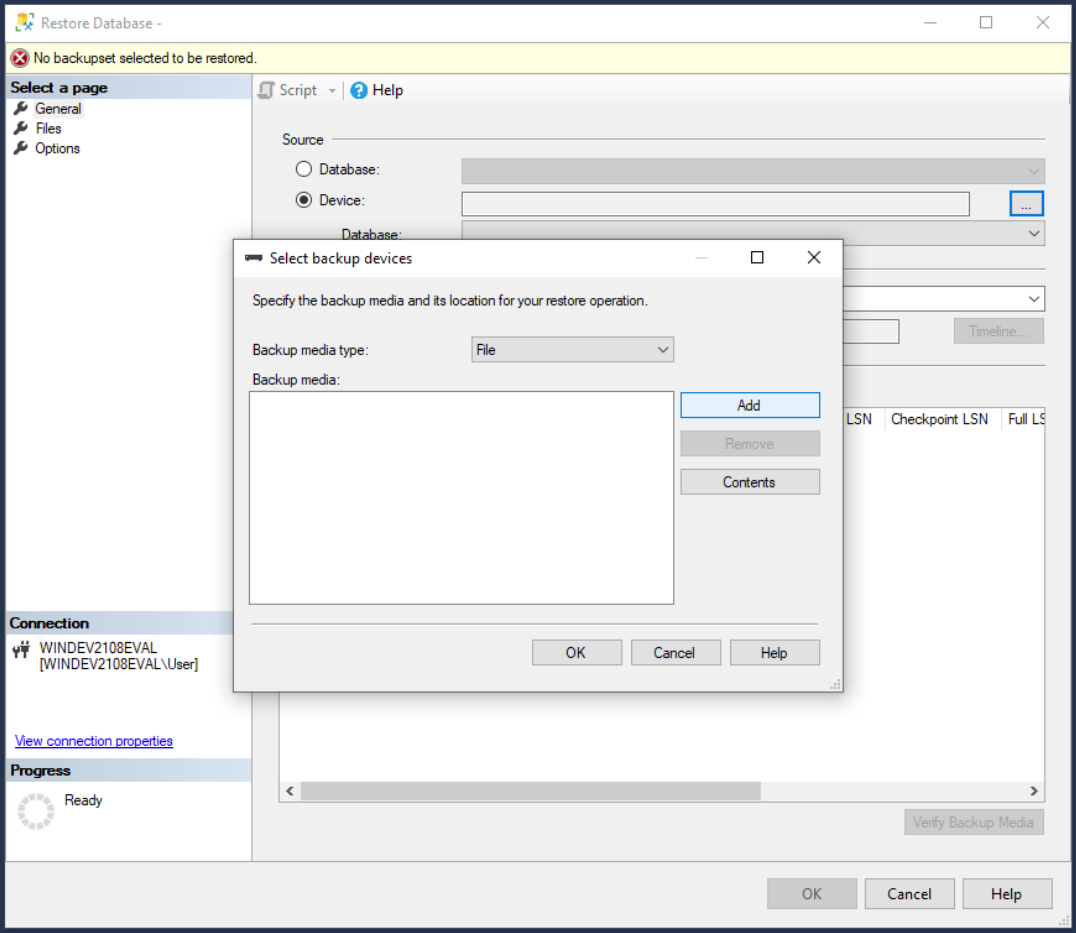 Restore Database -
No backupset selected to be restored.
Select a page
General
Files
Options
Script
Help
Source
Database:
Device:
...
Database:
Timeline...
LSN
Checkpoint LSN
Full LS
Select backup devices
Specify the backup media and its location for your restore operation.
Backup media type:
File
Backup media:
Add
Remove
Contents
OK
Cancel
Help
Connection
WINDEV2108EVAL
[WINDEV2108EVAL\User]
View connection properties
Progress
Ready
Verify Backup Media
OK
Cancel
Help